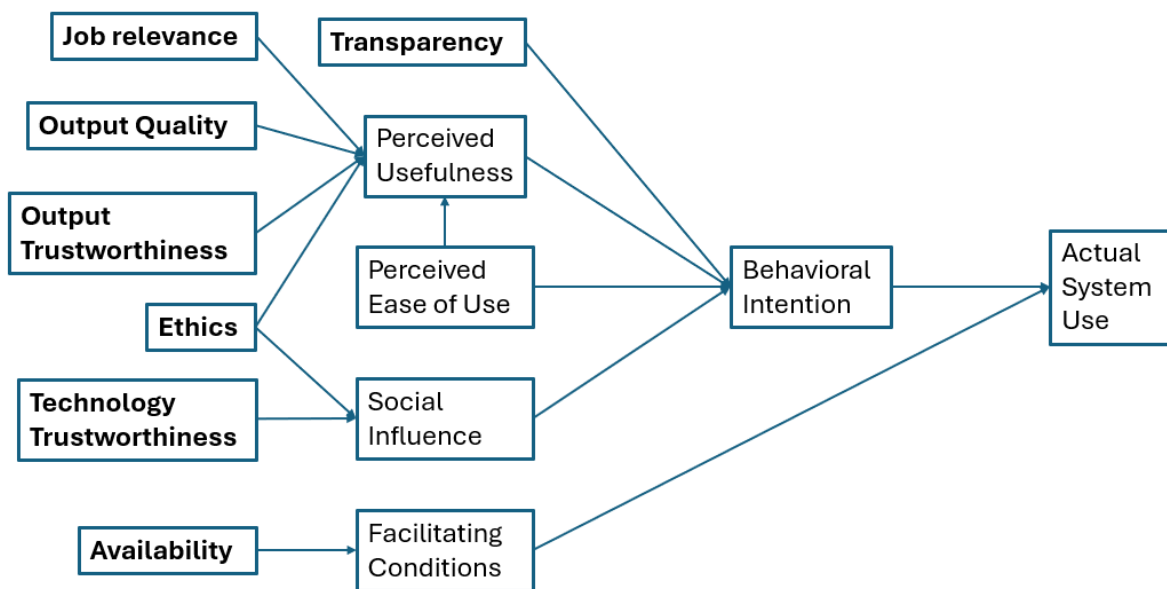 Job relevance
Transparency
Output Quality
Perceived
Usefulness
Output
Trustworthiness
Perceived
Ease of Use
Behavioral
Intention
Actual
System
Use
Ethics
Technology
Trustworthiness
Social
Influence
Availability
Facilitating
Conditions